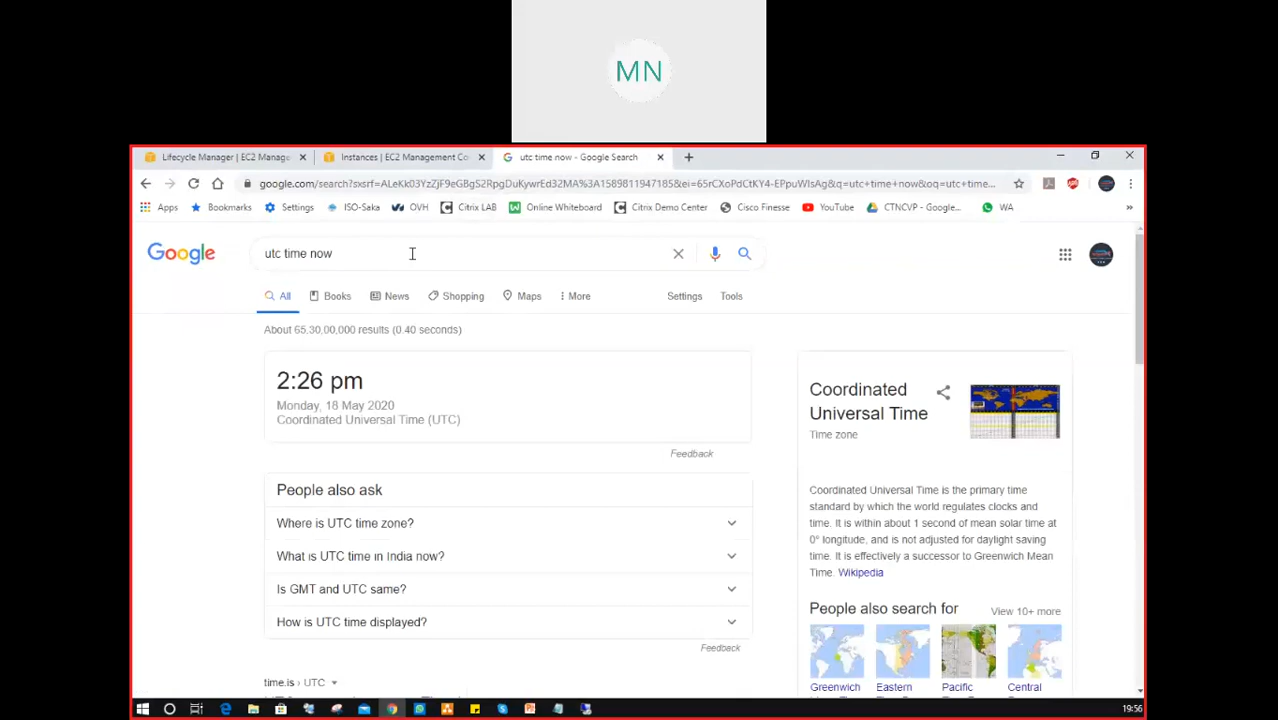 MN
Lifecycle Manager | EC2 Manage
Instances | EC2 Management Co
utc time now - Google Search
google.com/search?sxsrf=ALeKk03YzZjF9eGBgS2RpgDuKywrEd32MA%3A1589811947185&ei=65rCXoPdCtKY4-EPpuWlsAg&q=utc+time+now&oq=utc+time...
Apps
Bookmarks
Settings
ISO-Saka
OVH
Citrix LAB
Online Whiteboard
Citrix Demo Center
Cisco Finesse
YouTube
CTNCVP - Google...
WA
»
Google
utc time now
All
Books
News
Shopping
Maps
More
Settings
Tools
About 65,30,00,000 results (0.40 seconds)
2:26 pm
Monday, 18 May 2020
Coordinated Universal Time (UTC)
Feedback
People also ask
Where is UTC time zone?
What is UTC time in India now?
Is GMT and UTC same?
How is UTC time displayed?
Feedback
time.is › UTC
Coordinated
Universal Time
Time zone
Coordinated Universal Time is the primary time
standard by which the world regulates clocks and
time. It is within about 1 second of mean solar time at
0° longitude, and is not adjusted for daylight saving
time. It is effectively a successor to Greenwich Mean
Time. Wikipedia
People also search for
View 10+ more
Greenwich
Eastern
Pacific
Central
19:56